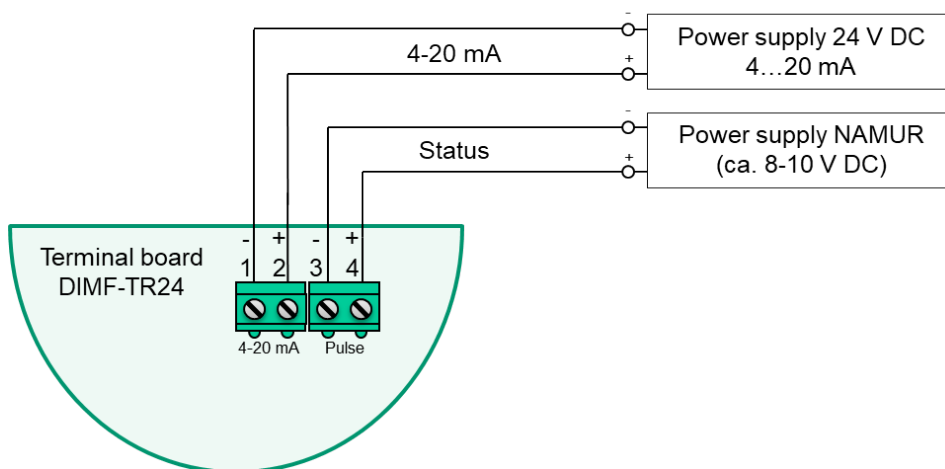 -
Power supply 24 V DC
4-20 mA
+
4…20 mA
-
Power supply NAMUR
Status
+
(ca. 8-10 V DC)
Terminal board
DIMF-TR24
- + - +
1 2 3 4
4-20 mA Pulse